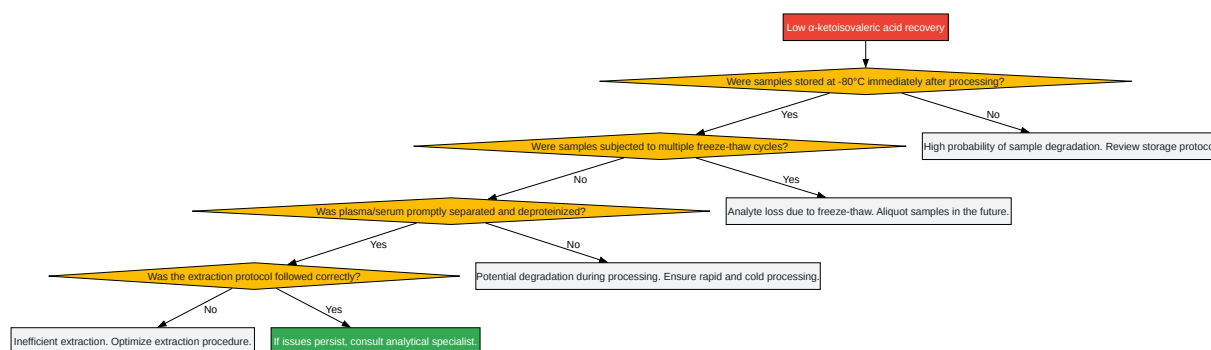 Low α-ketoisovaleric acid recovery
Were samples stored at -80°C immediately after processing?
Yes
No
Were samples subjected to multiple freeze-thaw cycles?
High probability of sample degradation. Review storage protoco
No
Yes
Was plasma/serum promptly separated and deproteinized?
Analyte loss due to freeze-thaw. Aliquot samples in the future.
Yes
No
Was the extraction protocol followed correctly?
Potential degradation during processing. Ensure rapid and cold processing.
No
Yes
Inefficient extraction. Optimize extraction procedure.
If issues persist, consult analytical specialist.